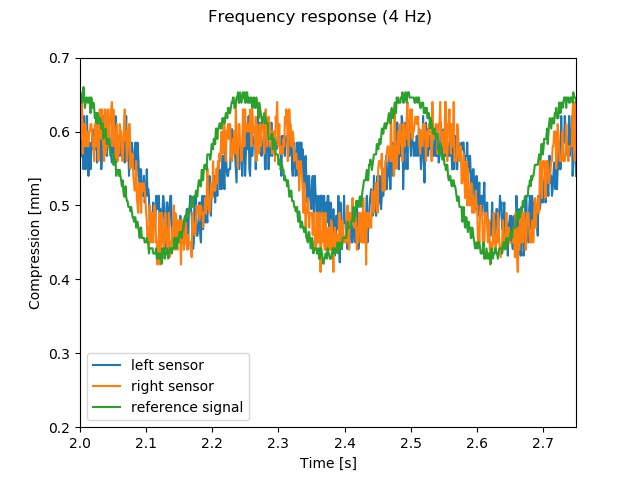 Frequency response (4 Hz)
0.7
0.6
0.5
0.4
0.3
0.2
Compression [mm]
left sensor
right sensor
reference signal
2.0 2.1 2.2 2.3 2.4 2.5 2.6 2.7
Time [s]